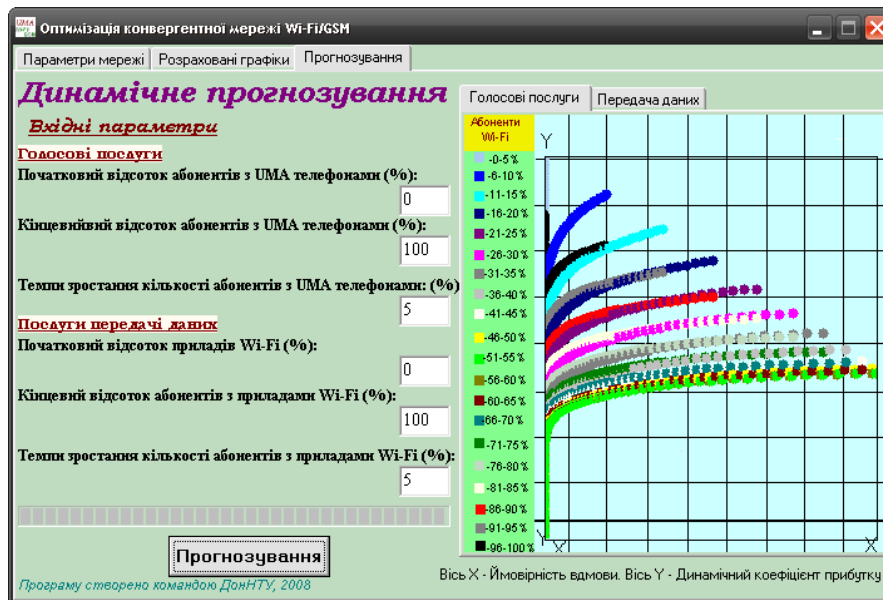 Оптимізація конвергентної мережі Wi-Fi/GSM
Параметри мережі Розраховані графіки Прогнозування
Динамічне прогнозування
Вхідні параметри
Голосові послуги
Початковий відсоток абонентів з UMA телефонами (%):
0
Кінцевийвий відсоток абонентів з UMA телефонами (%):
100
Темпи зростання кількості абонентів з UMA телефонами: (%)
5
Послуги передачі даних
Початковий відсоток приладів Wi-Fi (%):
0
Кінцевий відсоток абонентів з приладами Wi-Fi (%):
100
Темпи зростання кількості абонентів з приладами Wi-Fi (%):
5
Прогнозування
Програму створено командою ДонНТУ, 2008
Голосові послуги Передача даних
Абоненти
Wi-Fi
-0-5%
-6-10%
-11-15%
-16-20%
-21-25%
-26-30%
-31-35%
-36-40%
-41-45%
-46-50%
-51-55%
-56-60%
-60-65%
66-70%
-71-75%
-76-80%
-81-85%
-86-90%
-91-95%
-96-100%
Y
Y X X
Вісь X - Ймовірність вдмови. Вісь Y - Динамічний коефіцієнт прибутку